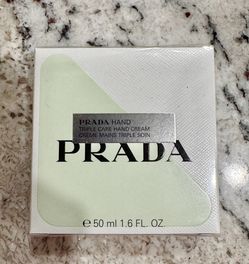 PRADA HAND
TRIPLE CARE HAND CREAM
CRÈME MAINS TRIPLE SOIN
PRADA
℮ 50 ml 1.6 FL. OZ.